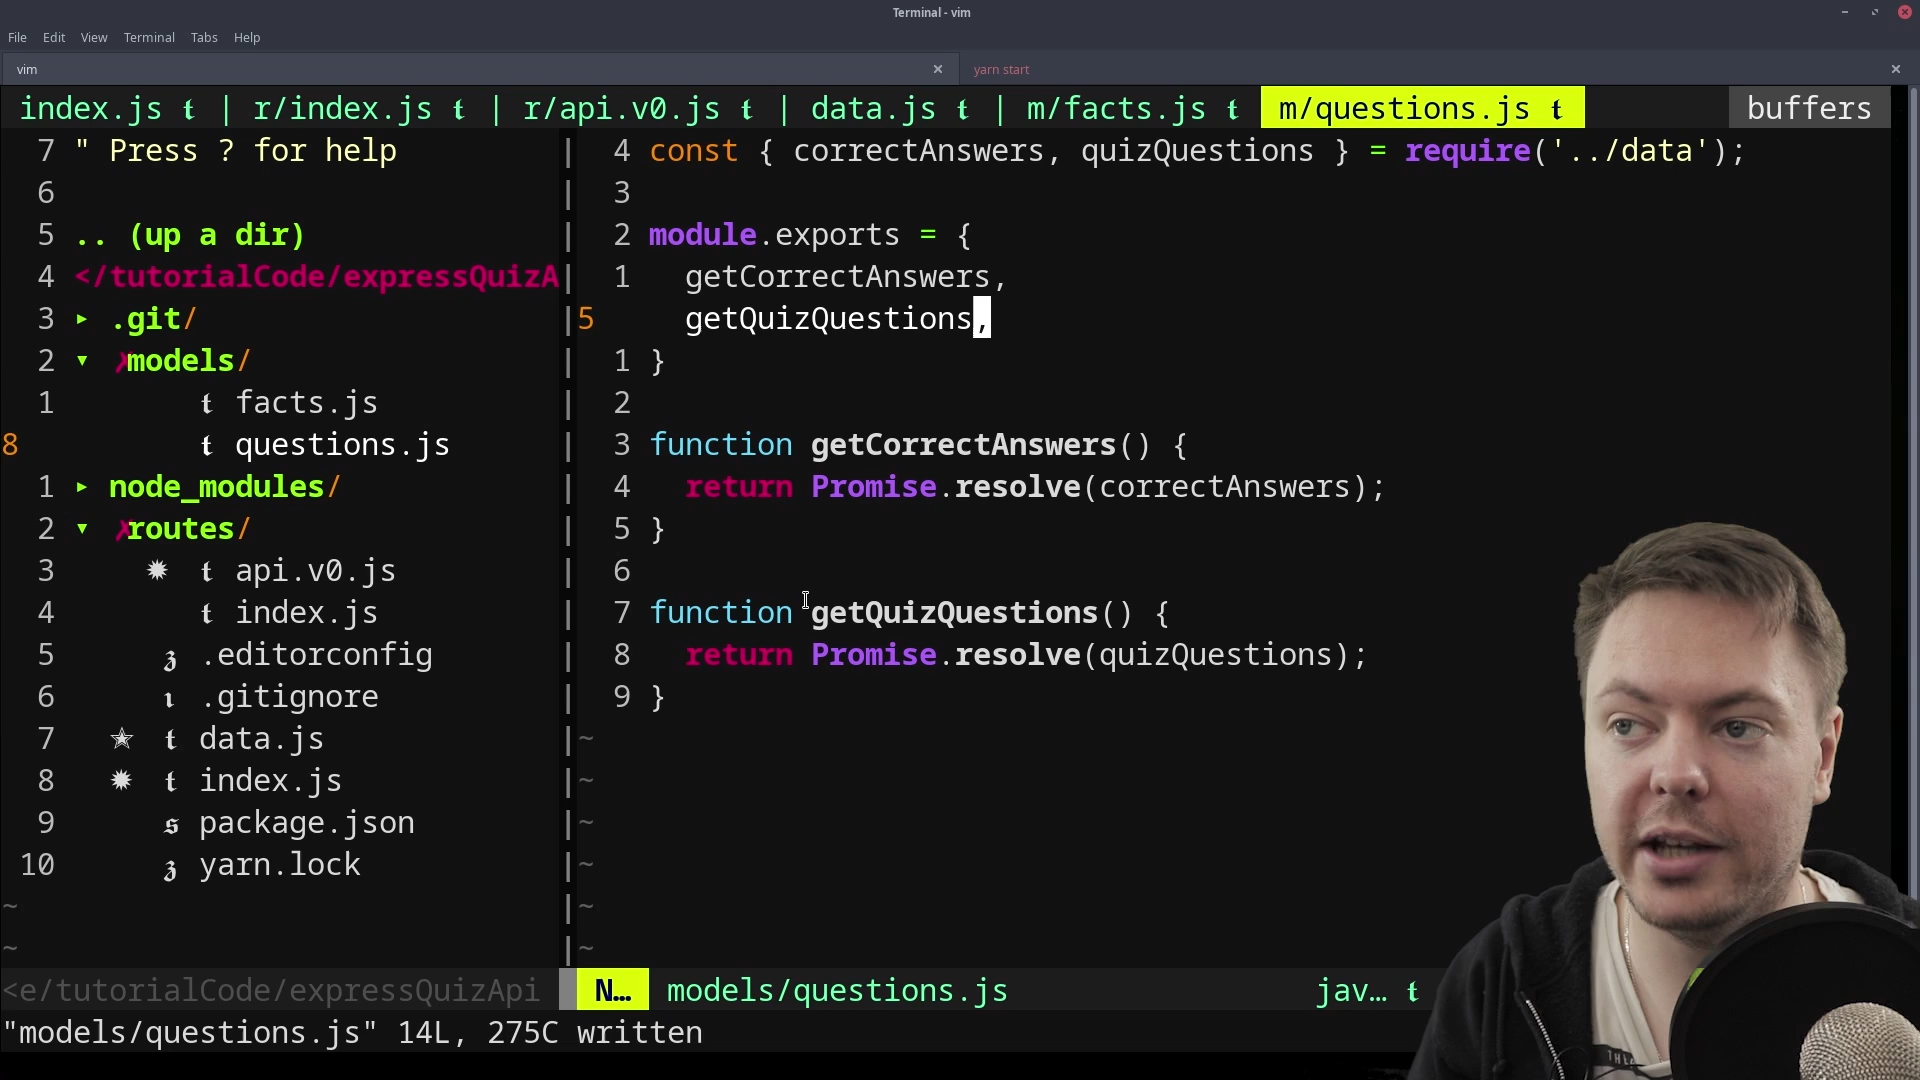 Terminal - vim
File Edit View Terminal Tabs Help
vim
yarn start
index.js t | r/index.js t | r/api.v0.js t | data.js t | m/facts.js t m/questions.js t buffers
7 " Press ? for help
6
5 .. (up a dir)
4 </tutorialCode/expressQuizA
3 ▸ .git/
2 ▾ ✗models/
1 t facts.js
8 t questions.js
1 ▸ node_modules/
2 ▾ ✗routes/
3 ✹ t api.v0.js
4 t index.js
5 .editorconfig
6 .gitignore
7 ✭ t data.js
8 ✹ t index.js
9 package.json
10 yarn.lock
~
~
<e/tutorialCode/expressQuizApi
4 const { correctAnswers, quizQuestions } = require('../data');
3
2 module.exports = {
1   getCorrectAnswers,
5   getQuizQuestions,
1 }
2
3 function getCorrectAnswers() {
4   return Promise.resolve(correctAnswers);
5 }
6
7 function getQuizQuestions() {
8   return Promise.resolve(quizQuestions);
9 }
~
~
~
~
~
~
N… models/questions.js jav… t
"models/questions.js" 14L, 275C written